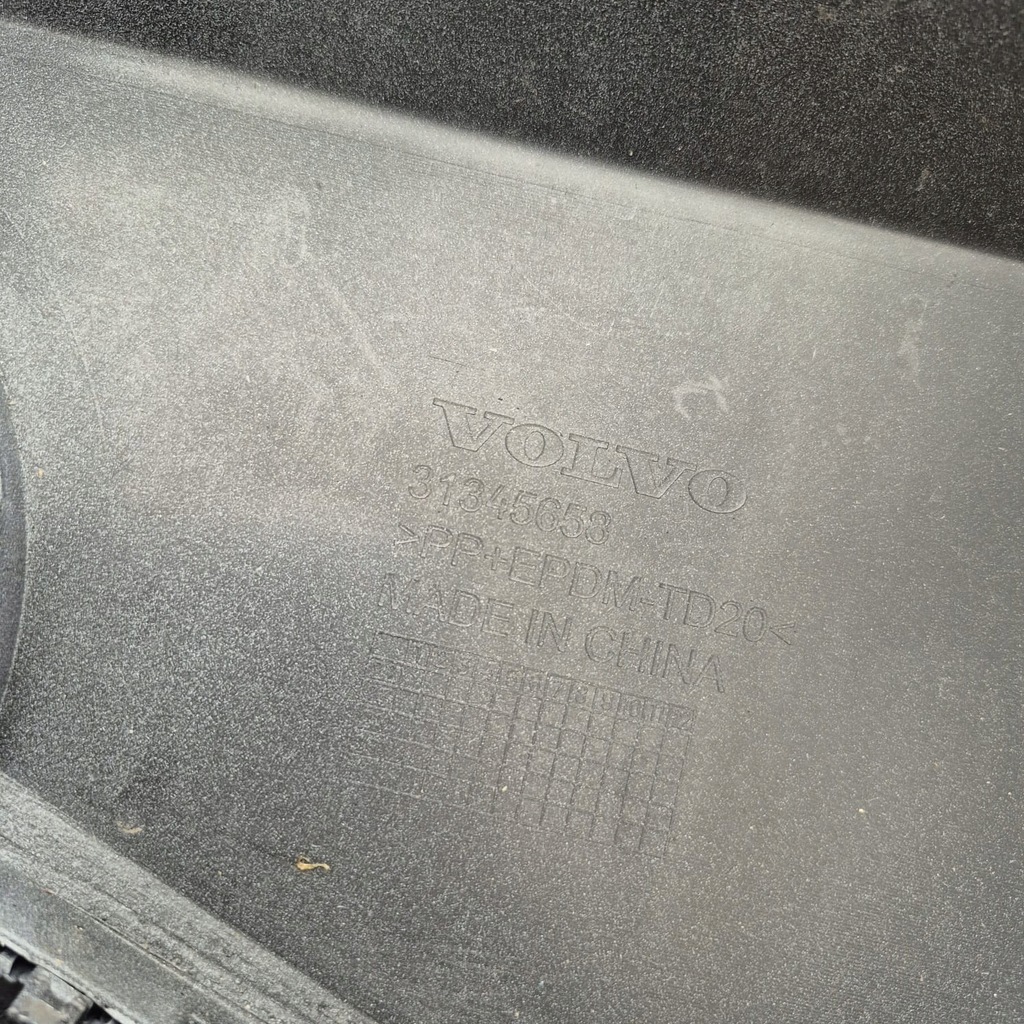 VOLVO
31345658
>PP+EPDM-TD20<
MADE IN CHINA